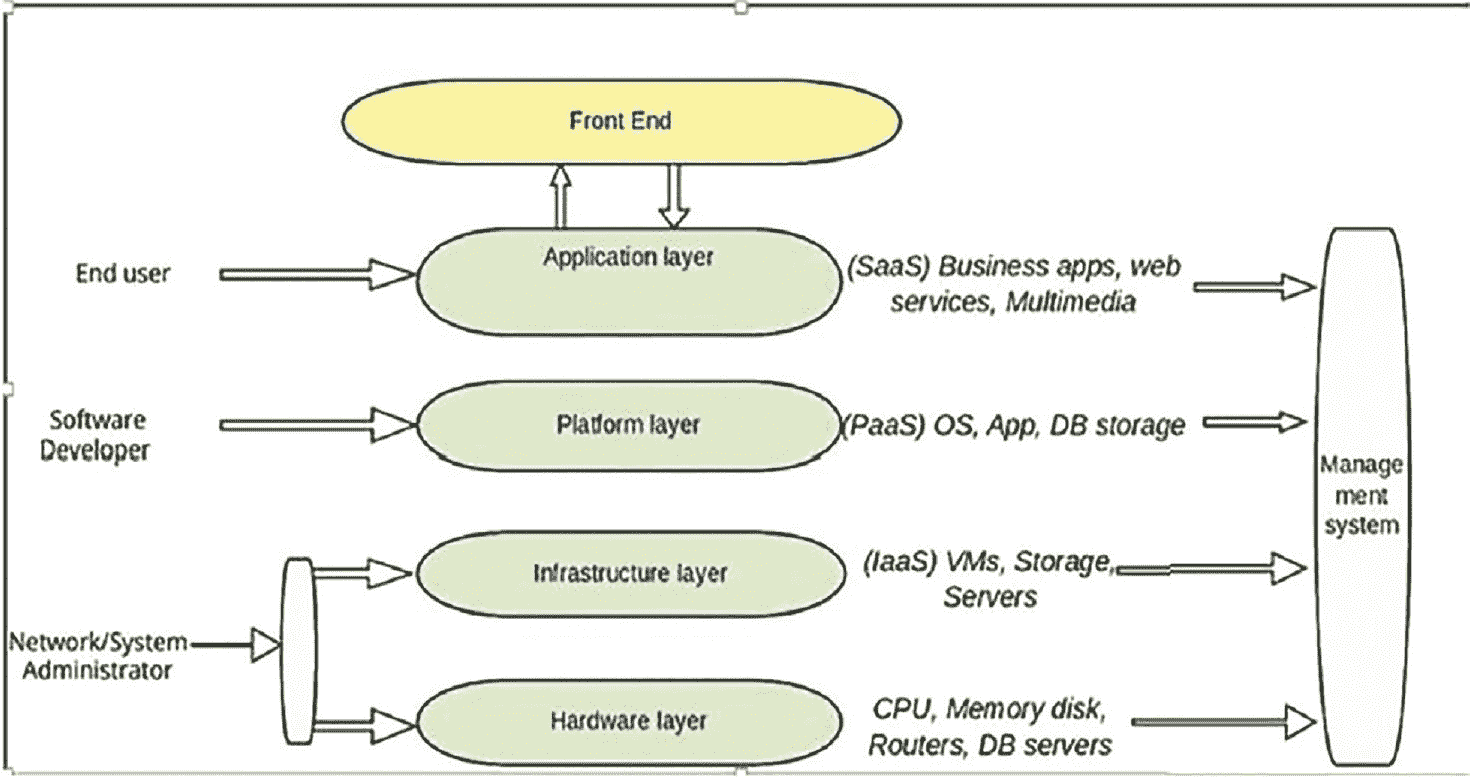 Front End
End user
Application layer
(SaaS) Business apps, web
services, Multimedia
Software
Developer
Platform layer
(PaaS) OS, App, DB storage
Manage
ment
system
Infrastructure layer
(IaaS) VMs, Storage,
Servers
Network/System
Administrator
Hardware layer
CPU, Memory disk,
Routers, DB servers